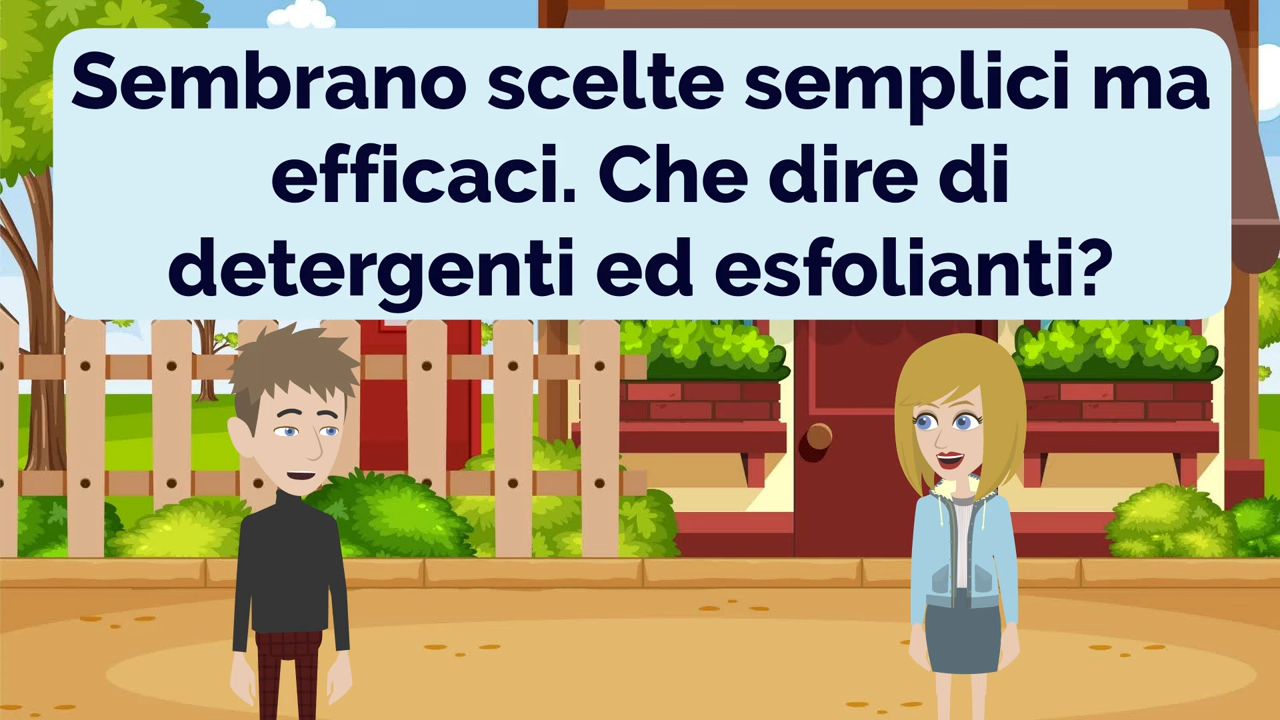 Sembrano scelte semplici ma
efficaci. Che dire di
detergenti ed esfolianti?